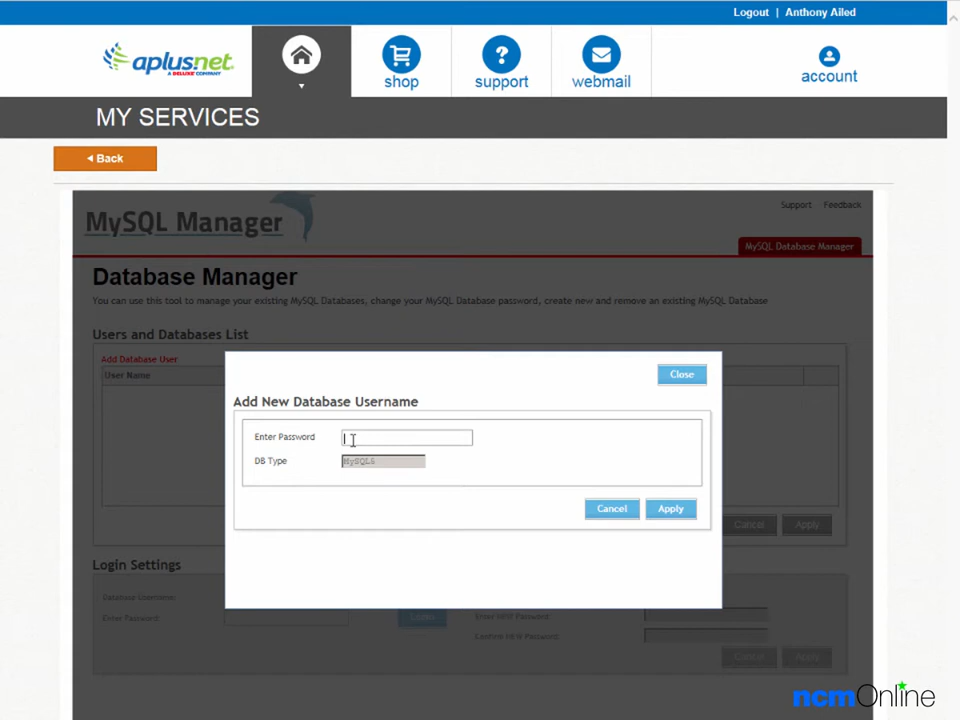 Logout | Anthony Ailed
aplusnet
A DELUXE COMPANY
shop
support
webmail
account
MY SERVICES
Back
MySQL Manager
Support Feedback
MySQL Database Manager
Database Manager
You can use this tool to manage your existing MySQL Databases, change your MySQL Database password, create new and remove an existing MySQL Database
Users and Databases List
Add Database User
User Name
Close
Add New Database Username
Enter Password
DB Type MySQL6
Cancel Apply
Cancel Apply
Login Settings
Database Username:
Enter Password:
Enter NEW Password:
Confirm NEW Password:
Cancel Apply
ncmOnline